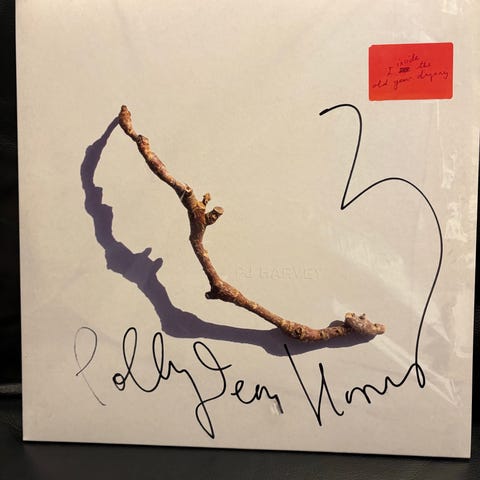 I inside
the
old year dying
PJ HARVEY
Polly Jean Harvey